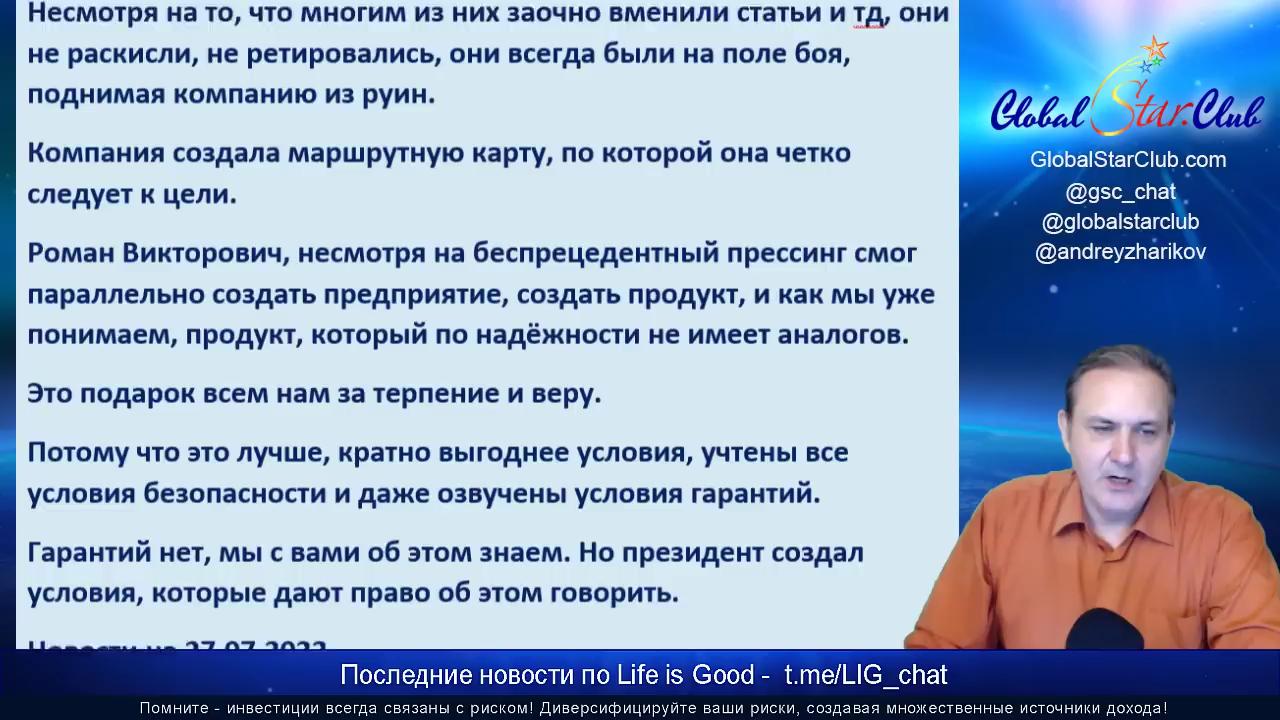 Несмотря на то, что многим из них заочно вменили статьи и тд, они
не раскисли, не ретировались, они всегда были на поле боя,
поднимая компанию из руин.
Компания создала маршрутную карту, по которой она четко
следует к цели.
Роман Викторович, несмотря на беспрецедентный прессинг смог
параллельно создать предприятие, создать продукт, и как мы уже
понимаем, продукт, который по надёжности не имеет аналогов.
Это подарок всем нам за терпение и веру.
Потому что это лучше, кратно выгоднее условия, учтены все
условия безопасности и даже озвучены условия гарантий.
Гарантий нет, мы с вами об этом знаем. Но президент создал
условия, которые дают право об этом говорить.
Global Star.Club
GlobalStarClub.com
@gsc_chat
@globalstarclub
@andreyzharikov
Последние новости по Life is Good - t.me/LIG_chat
Помните - инвестиции всегда связаны с риском! Диверсифицируйте ваши риски, создавая множественные источники дохода!